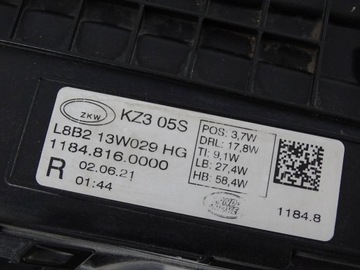 ZKW
KZ3 05S
L8B2 13W029 HG
1184.816.0000
R 02.06.21
01:44
POS: 3,7W
DRL: 17,8W
TI: 9,1W
LB: 27,4W
HB: 58,4W
1184.8